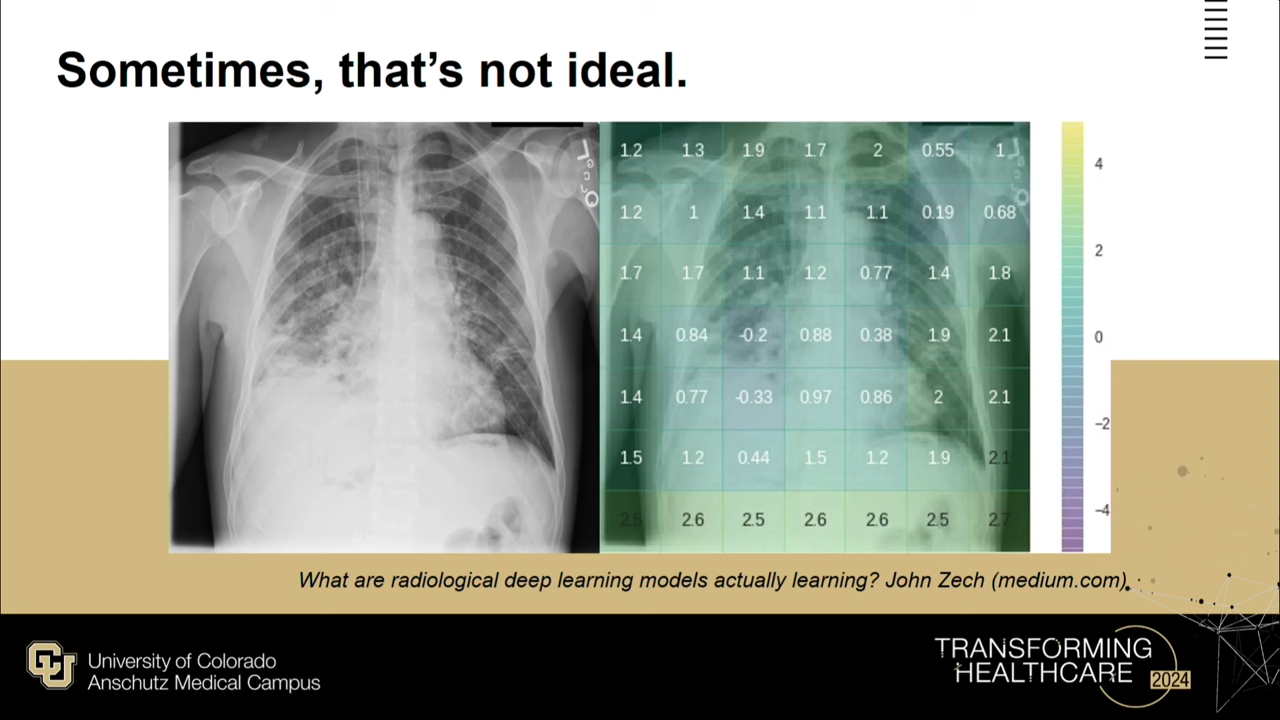 Sometimes, that's not ideal.
L
1.2 1.3 1.9 1.7 2 0.55 1
1.2 1 1.4 1.1 1.1 0.19 0.68
1.7 1.7 1.1 1.2 0.77 1.4 1.8
1.4 0.84 -0.2 0.88 0.38 1.9 2.1
1.4 0.77 -0.33 0.97 0.86 2 2.1
1.5 1.2 0.44 1.5 1.2 1.9 2.1
2.5 2.6 2.5 2.6 2.6 2.5 2.7
4
2
0
−2
−4
What are radiological deep learning models actually learning? John Zech (medium.com)
CU
University of Colorado
Anschutz Medical Campus
TRANSFORMING
HEALTHCARE
2024